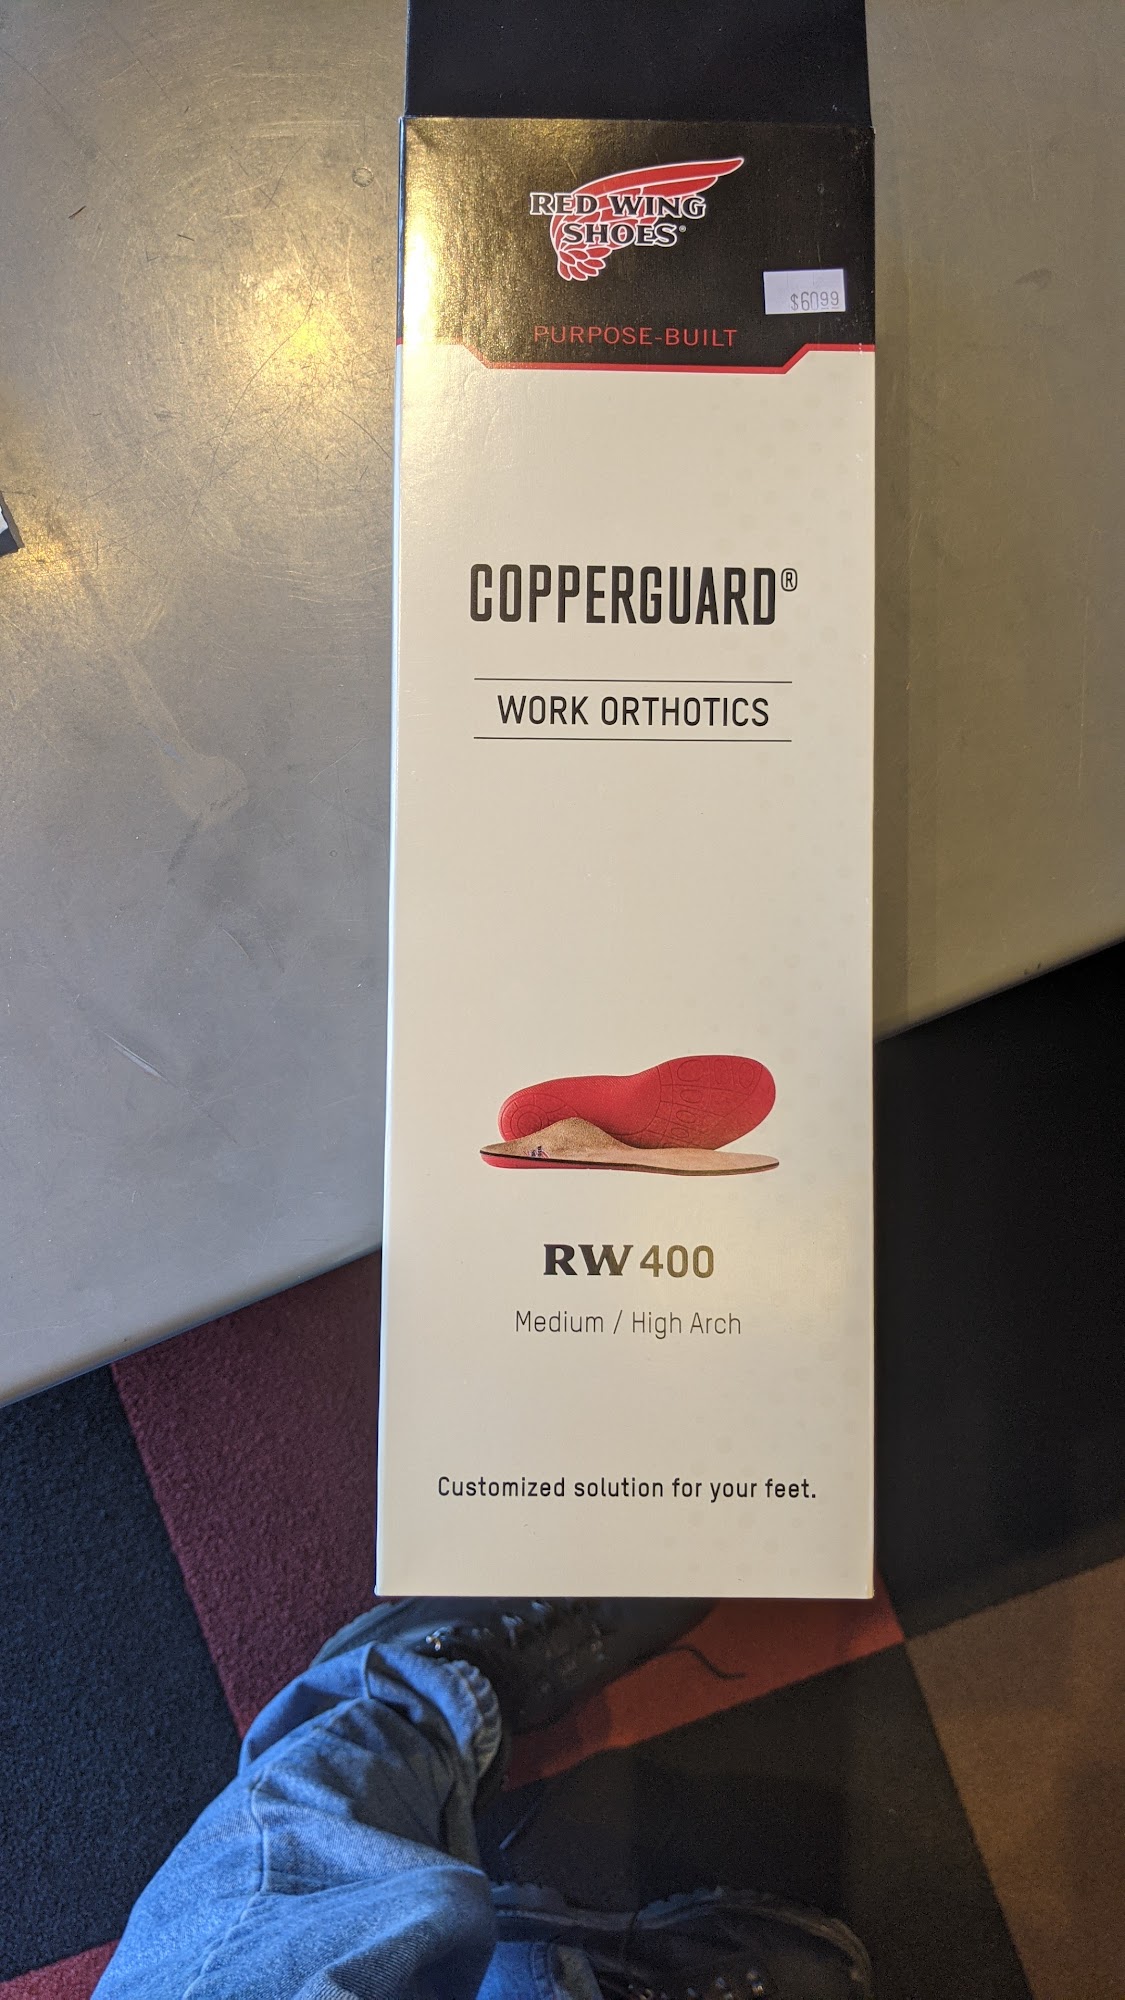 RED WING
SHOES®
$60.99
PURPOSE-BUILT
COPPERGUARD®
WORK ORTHOTICS
RW 400
Medium / High Arch
Customized solution for your feet.